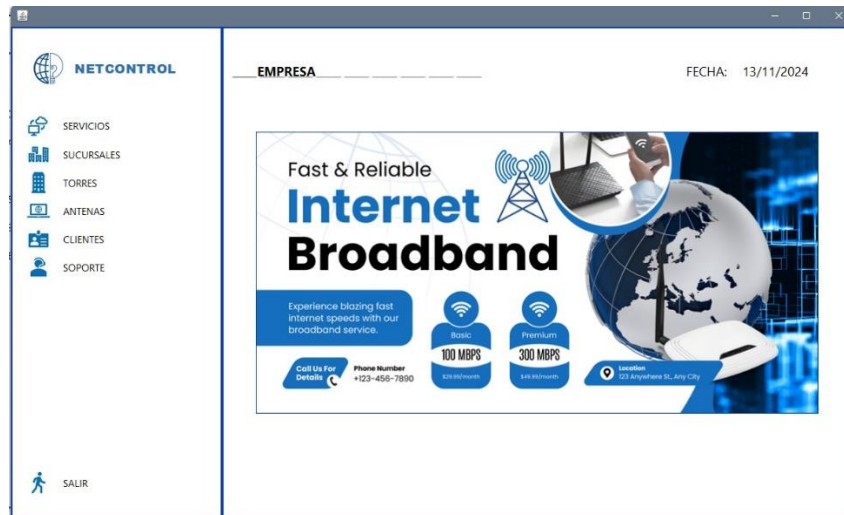 NETCONTROL
SERVICIOS
SUCURSALES
TORRES
ANTENAS
CLIENTES
SOPORTE
SALIR
EMPRESA
FECHA: 13/11/2024
Fast & Reliable
Internet
Broadband
Experience blazing fast
internet speeds with our
broadband service.
Call Us For
Details
Phone Number
+123-456-7890
Basic
100 MBPS
$29.99/month
Premium
300 MBPS
$49.99/month
Location
123 Anywhere St., Any City